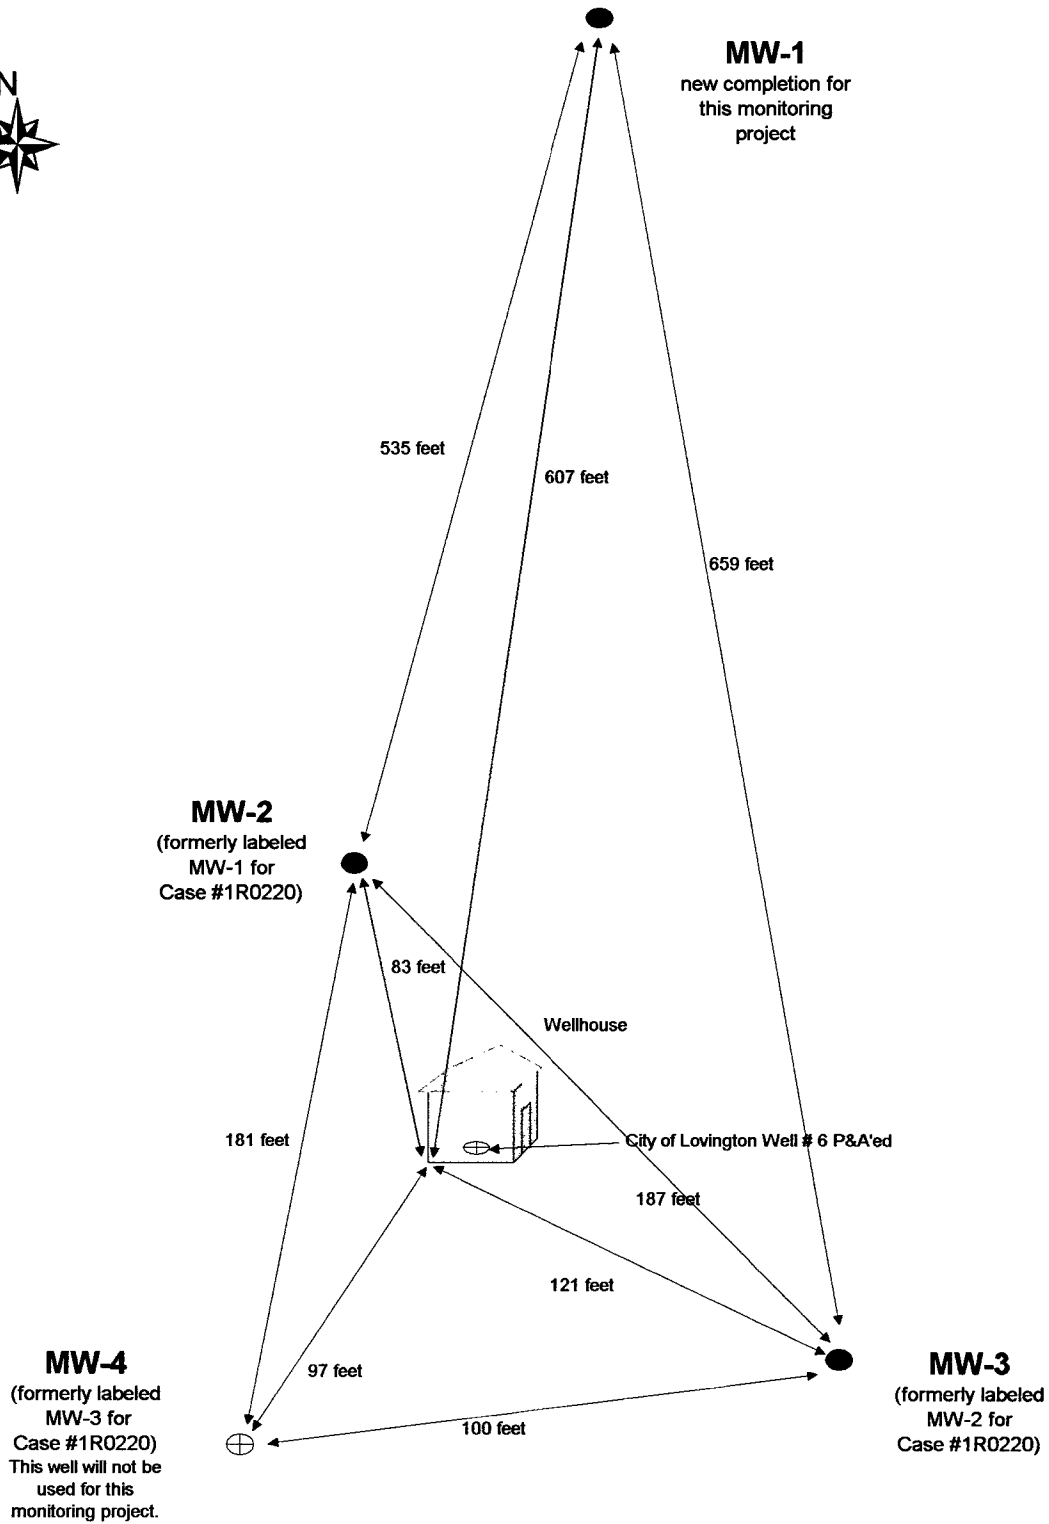 N
MW-1
new completion for
this monitoring
project
535 feet
607 feet
659 feet
MW-2
(formerly labeled
MW-1 for
Case #1R0220)
83 feet
Wellhouse
181 feet
City of Lovington Well # 6 P&A'ed
187 feet
121 feet
97 feet
100 feet
MW-4
(formerly labeled
MW-3 for
Case #1R0220)
This well will not be
used for this
monitoring project.
MW-3
(formerly labeled
MW-2 for
Case #1R0220)